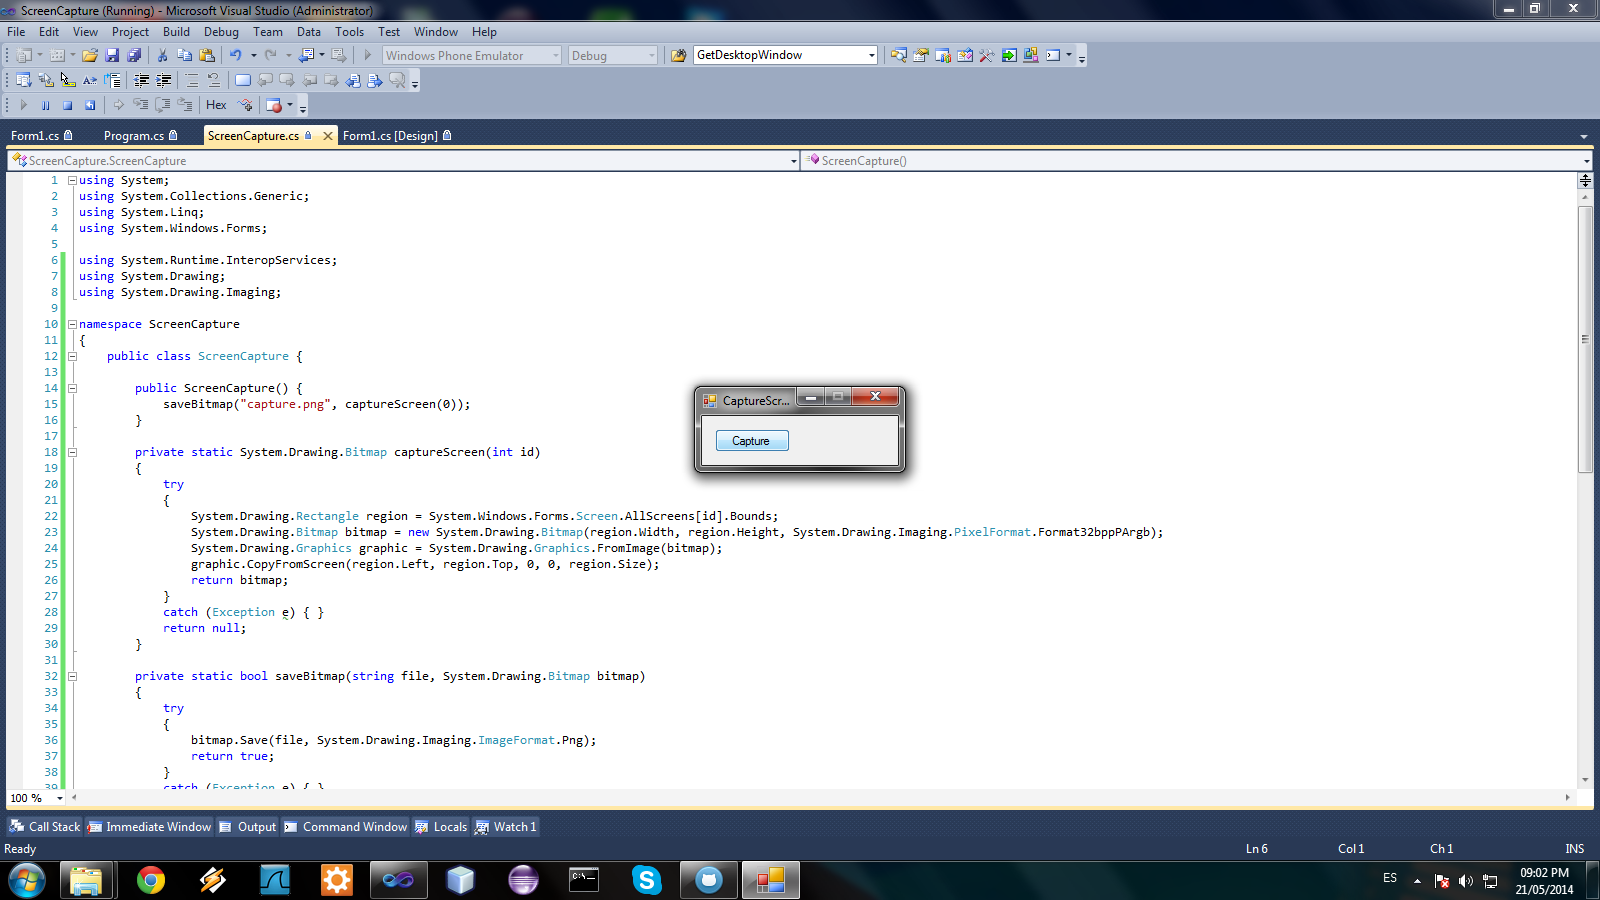 ScreenCapture (Running) - Microsoft Visual Studio (Administrator)
File Edit View Project Build Debug Team Data Tools Test Window Help
Windows Phone Emulator Debug GetDesktopWindow
Hex
Form1.cs Program.cs ScreenCapture.cs Form1.cs [Design]
ScreenCapture.ScreenCapture ScreenCapture()
1 using System;
2 using System.Collections.Generic;
3 using System.Linq;
4 using System.Windows.Forms;
5
6 using System.Runtime.InteropServices;
7 using System.Drawing;
8 using System.Drawing.Imaging;
9
10 namespace ScreenCapture
11 {
12 public class ScreenCapture {
13
14 public ScreenCapture() {
15 saveBitmap("capture.png", captureScreen(0));
16 }
17
18 private static System.Drawing.Bitmap captureScreen(int id)
19 {
20 try
21 {
22 System.Drawing.Rectangle region = System.Windows.Forms.Screen.AllScreens[id].Bounds;
23 System.Drawing.Bitmap bitmap = new System.Drawing.Bitmap(region.Width, region.Height, System.Drawing.Imaging.PixelFormat.Format32bppPArgb);
24 System.Drawing.Graphics graphic = System.Drawing.Graphics.FromImage(bitmap);
25 graphic.CopyFromScreen(region.Left, region.Top, 0, 0, region.Size);
26 return bitmap;
27 }
28 catch (Exception e) { }
29 return null;
30 }
31
32 private static bool saveBitmap(string file, System.Drawing.Bitmap bitmap)
33 {
34 try
35 {
36 bitmap.Save(file, System.Drawing.Imaging.ImageFormat.Png);
37 return true;
38 }
39 catch (Exception e) { }
CaptureScr...
Capture
100 %
Call Stack Immediate Window Output Command Window Locals Watch 1
Ready Ln 6 Col 1 Ch 1 INS
C:\.
ES
09:02 PM
21/05/2014